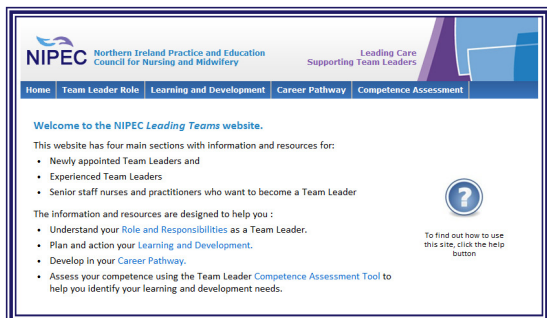 NIPEC
Northern Ireland Practice and Education
Council for Nursing and Midwifery
Leading Care
Supporting Team Leaders
Home Team Leader Role Learning and Development Career Pathway Competence Assessment
Welcome to the NIPEC Leading Teams website.
This website has four main sections with information and resources for:
• Newly appointed Team Leaders and
• Experienced Team Leaders
• Senior staff nurses and practitioners who want to become a Team Leader
The information and resources are designed to help you :
• Understand your Role and Responsibilities as a Team Leader.
• Plan and action your Learning and Development.
• Develop in your Career Pathway.
• Assess your competence using the Team Leader Competence Assessment Tool to
help you identify your learning and development needs.
?
To find out how to use
this site, click the help
button